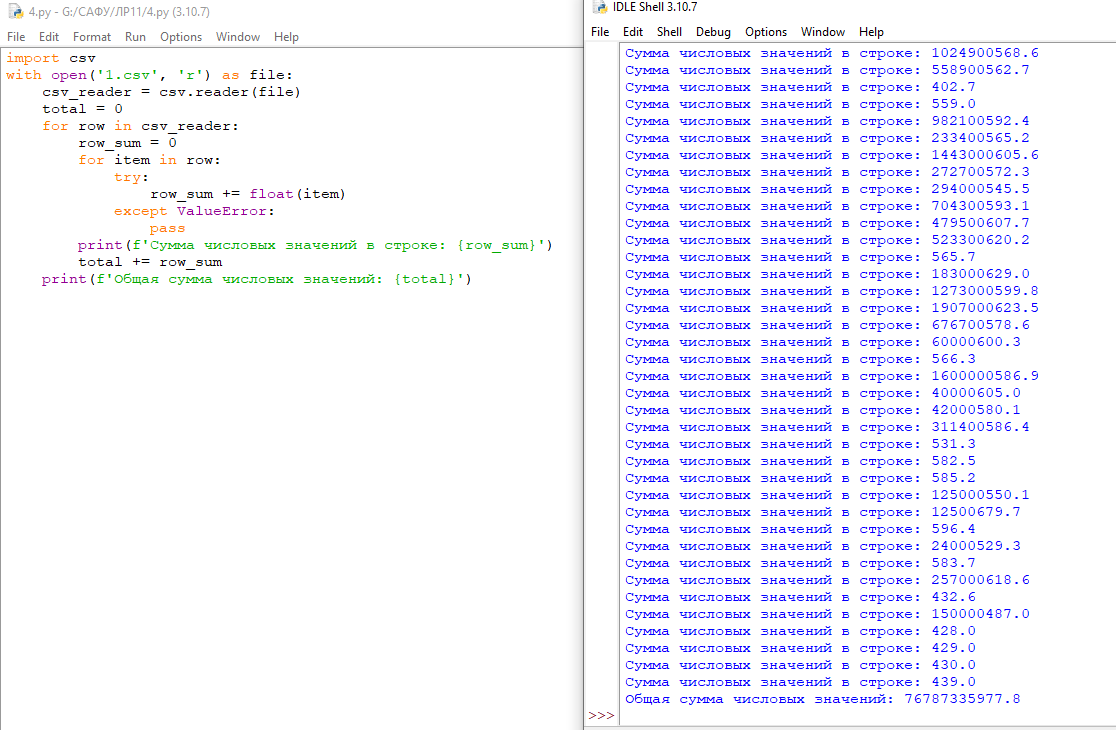 4.py - G:/САФУ/ЛР11/4.py (3.10.7)
File Edit Format Run Options Window Help
import csv
with open('1.csv', 'r') as file:
    csv_reader = csv.reader(file)
    total = 0
    for row in csv_reader:
        row_sum = 0
        for item in row:
            try:
                row_sum += float(item)
            except ValueError:
                pass
        print(f'Сумма числовых значений в строке: {row_sum}')
        total += row_sum
    print(f'Общая сумма числовых значений: {total}')
IDLE Shell 3.10.7
File Edit Shell Debug Options Window Help
Сумма числовых значений в строке: 1024900568.6
Сумма числовых значений в строке: 558900562.7
Сумма числовых значений в строке: 402.7
Сумма числовых значений в строке: 559.0
Сумма числовых значений в строке: 982100592.4
Сумма числовых значений в строке: 233400565.2
Сумма числовых значений в строке: 1443000605.6
Сумма числовых значений в строке: 272700572.3
Сумма числовых значений в строке: 294000545.5
Сумма числовых значений в строке: 704300593.1
Сумма числовых значений в строке: 479500607.7
Сумма числовых значений в строке: 523300620.2
Сумма числовых значений в строке: 565.7
Сумма числовых значений в строке: 183000629.0
Сумма числовых значений в строке: 1273000599.8
Сумма числовых значений в строке: 1907000623.5
Сумма числовых значений в строке: 676700578.6
Сумма числовых значений в строке: 60000600.3
Сумма числовых значений в строке: 566.3
Сумма числовых значений в строке: 1600000586.9
Сумма числовых значений в строке: 40000605.0
Сумма числовых значений в строке: 42000580.1
Сумма числовых значений в строке: 311400586.4
Сумма числовых значений в строке: 531.3
Сумма числовых значений в строке: 582.5
Сумма числовых значений в строке: 585.2
Сумма числовых значений в строке: 125000550.1
Сумма числовых значений в строке: 12500679.7
Сумма числовых значений в строке: 596.4
Сумма числовых значений в строке: 24000529.3
Сумма числовых значений в строке: 583.7
Сумма числовых значений в строке: 257000618.6
Сумма числовых значений в строке: 432.6
Сумма числовых значений в строке: 150000487.0
Сумма числовых значений в строке: 428.0
Сумма числовых значений в строке: 429.0
Сумма числовых значений в строке: 430.0
Сумма числовых значений в строке: 439.0
Общая сумма числовых значений: 76787335977.8
>>>